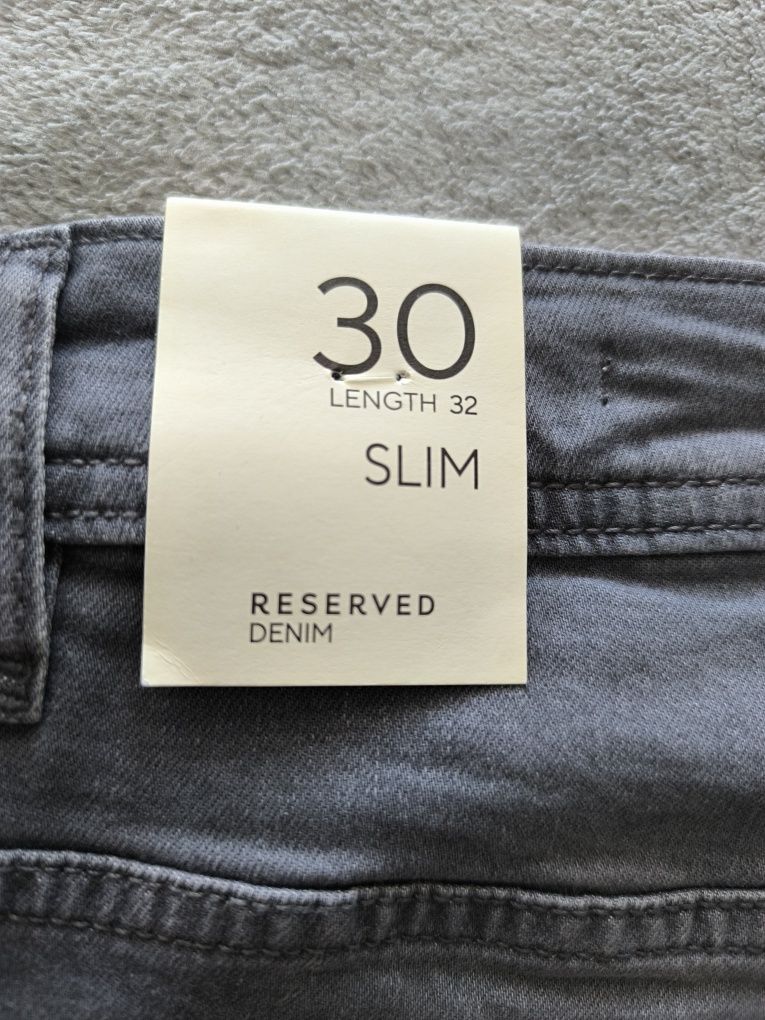 30
LENGTH 32
SLIM
RESERVED
DENIM